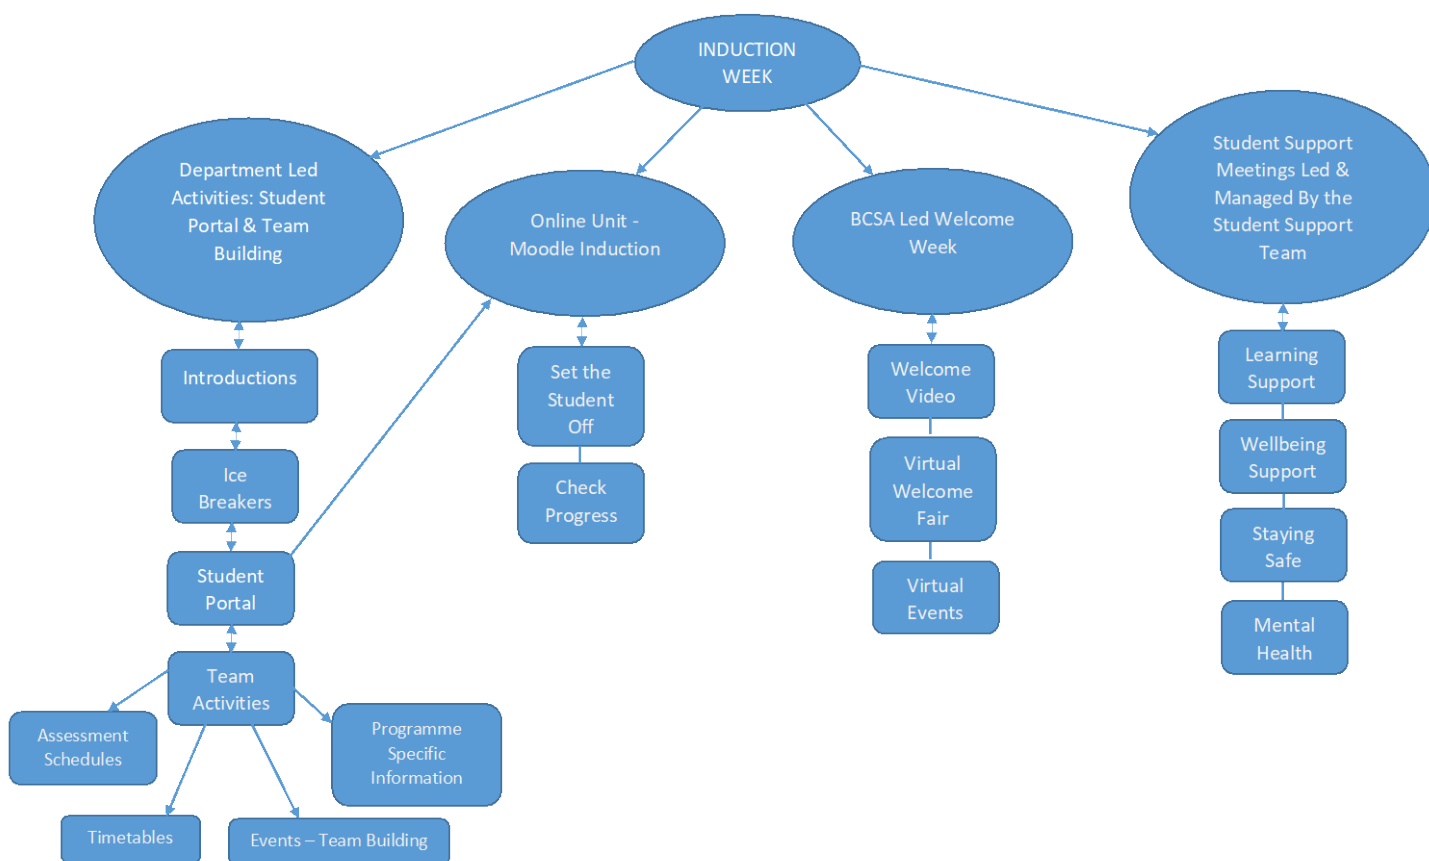 INDUCTION
WEEK
Department Led
Activities: Student
Portal & Team
Building
Online Unit -
Moodle Induction
BCSA Led Welcome
Week
Student Support
Meetings Led &
Managed By the
Student Support
Team
Introductions
Ice
Breakers
Student
Portal
Team
Activities
Assessment
Schedules
Timetables
Events – Team Building
Programme
Specific
Information
Set the
Student
Off
Check
Progress
Welcome
Video
Virtual
Welcome
Fair
Virtual
Events
Learning
Support
Wellbeing
Support
Staying
Safe
Mental
Health